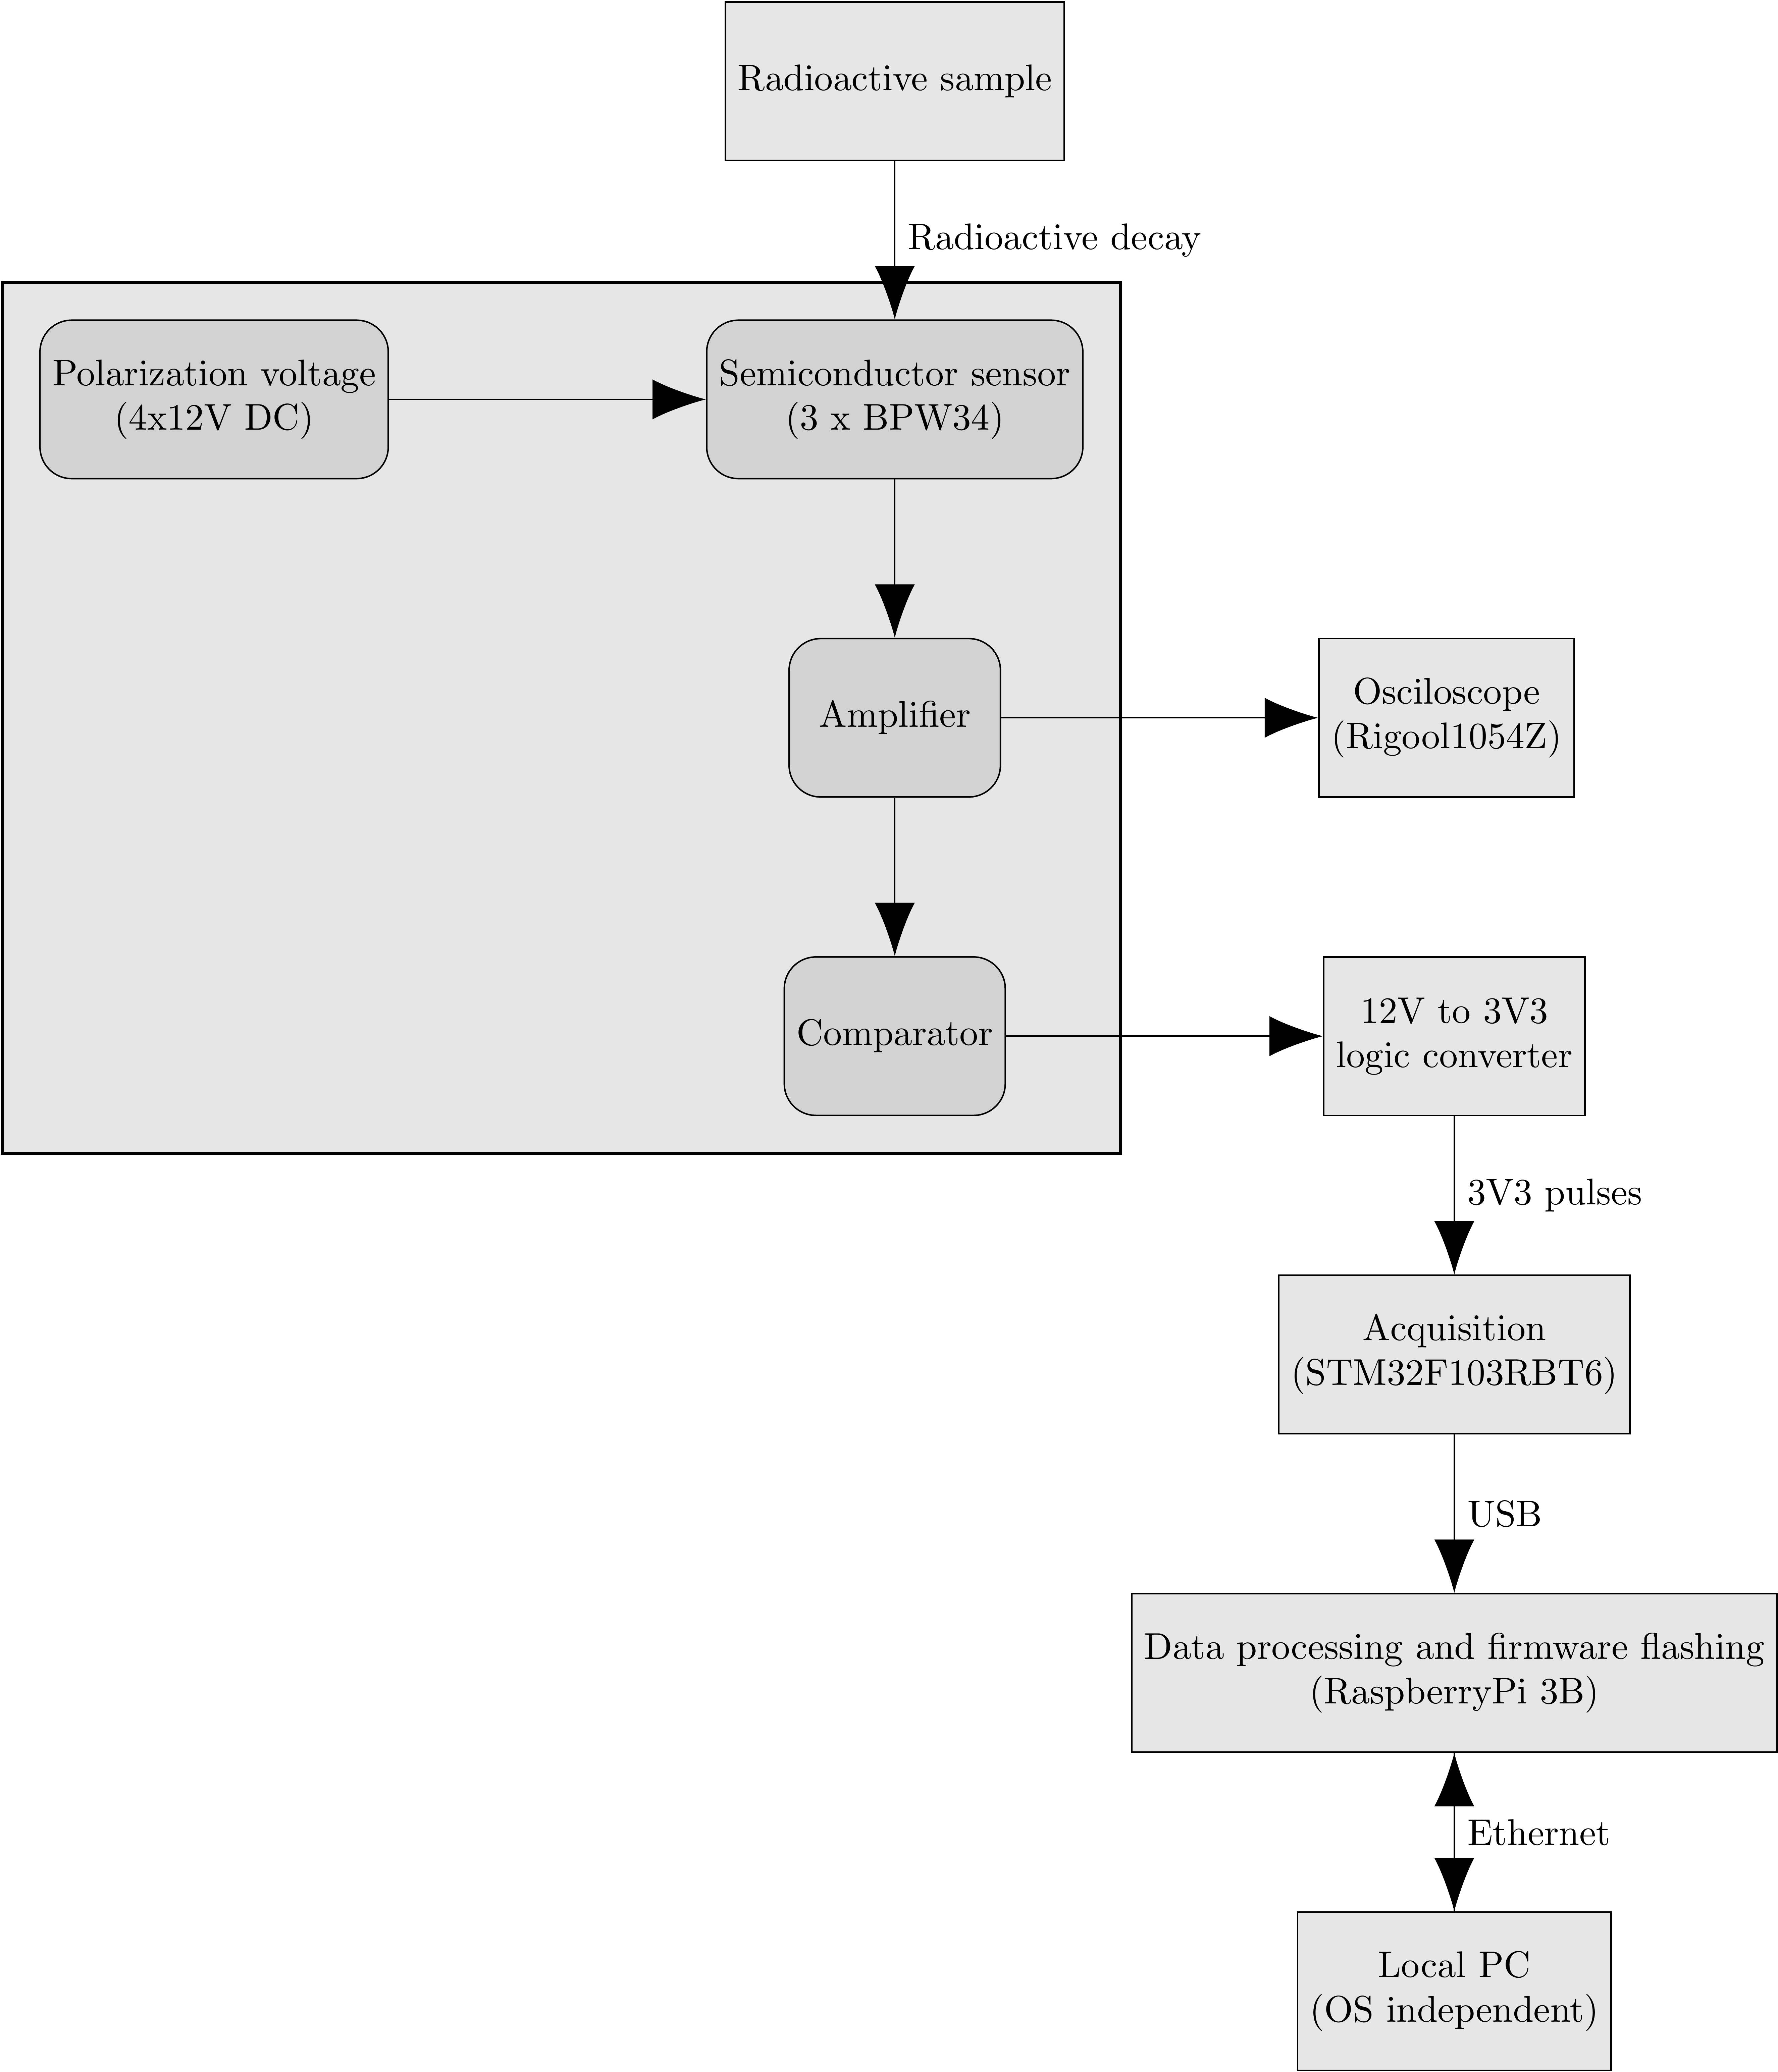 Radioactive sample
Radioactive decay
Polarization voltage
(4x12V DC)
Semiconductor sensor
(3 x BPW34)
Amplifier
Osciloscope
(Rigool1054Z)
Comparator
12V to 3V3
logic converter
3V3 pulses
Acquisition
(STM32F103RBT6)
USB
Data processing and firmware flashing
(RaspberryPi 3B)
Ethernet
Local PC
(OS independent)